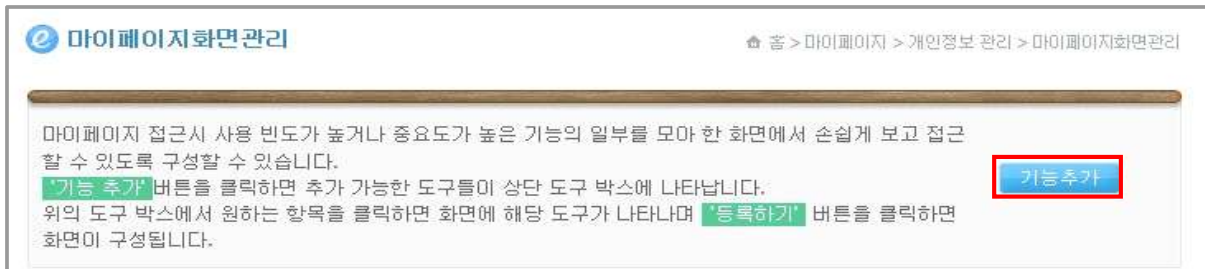 마이페이지화면관리
홈 > 마이페이지 > 개인정보 관리 > 마이페이지화면관리
마이페이지 접근시 사용 빈도가 높거나 중요도가 높은 기능의 일부를 모아 한 화면에서 손쉽게 보고 접근
할 수 있도록 구성할 수 있습니다.
"기능 추가" 버튼을 클릭하면 추가 가능한 도구들이 상단 도구 박스에 나타납니다.
위의 도구 박스에서 원하는 항목을 클릭하면 화면에 해당 도구가 나타나며 "등록하기" 버튼을 클릭하면
화면이 구성됩니다.
기능추가